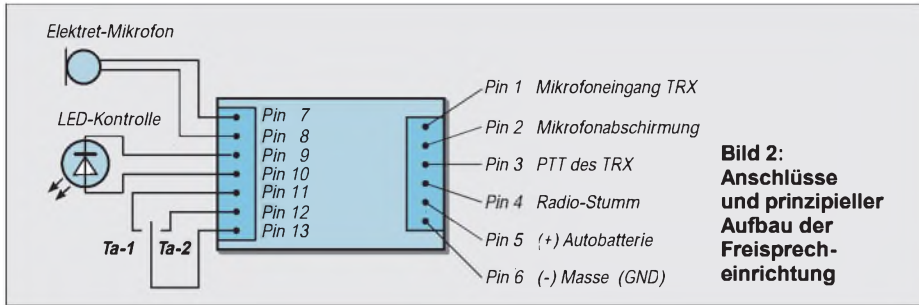 Elektret-Mikrofon
LED-Kontrolle
Ta-1
Ta-2
Pin 7
Pin 8
Pin 9
Pin 10
Pin 11
Pin 12
Pin 13
Pin 1 Mikrofoneingang TRX
Pin 2 Mikrofonabschirmung
Pin 3 PTT des TRX
Pin 4 Radio-Stumm
Pin 5 (+) Autobatterie
Pin 6 (-) Masse (GND)
Bild 2:
Anschlüsse
und prinzipieller
Aufbau der
Freisprech-
einrichtung